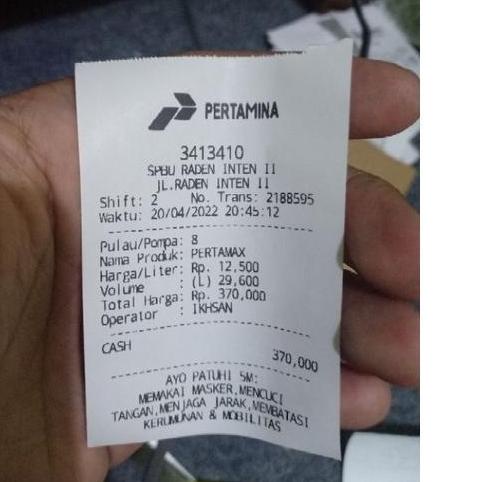 PERTAMINA
3413410
SPBU RADEN INTEN II
JL.RADEN INTEN II
Shift: 2 No. Trans: 2188595
Waktu: 20/04/2022 20:45:12
Pulau/Pompa: 8
Nama Produk: PERTAMAX
Harga/Liter: Rp. 12,500
Volume : (L) 29,600
Total Harga: Rp. 370,000
Operator : IKHSAN
CASH
370,000
AYO PATUHI 5M:
MEMAKAI MASKER,MENCUCI
TANGAN,MENJAGA JARAK,MEMBATASI
KERUMUNAN & MOBILITAS